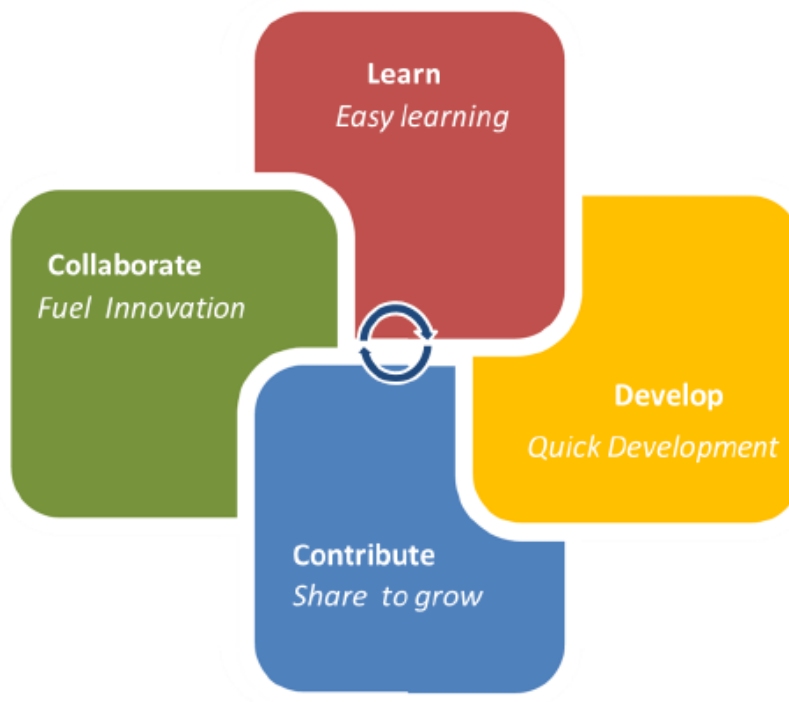 Learn
Easy learning
Collaborate
Fuel Innovation
Develop
Quick Development
Contribute
Share to grow